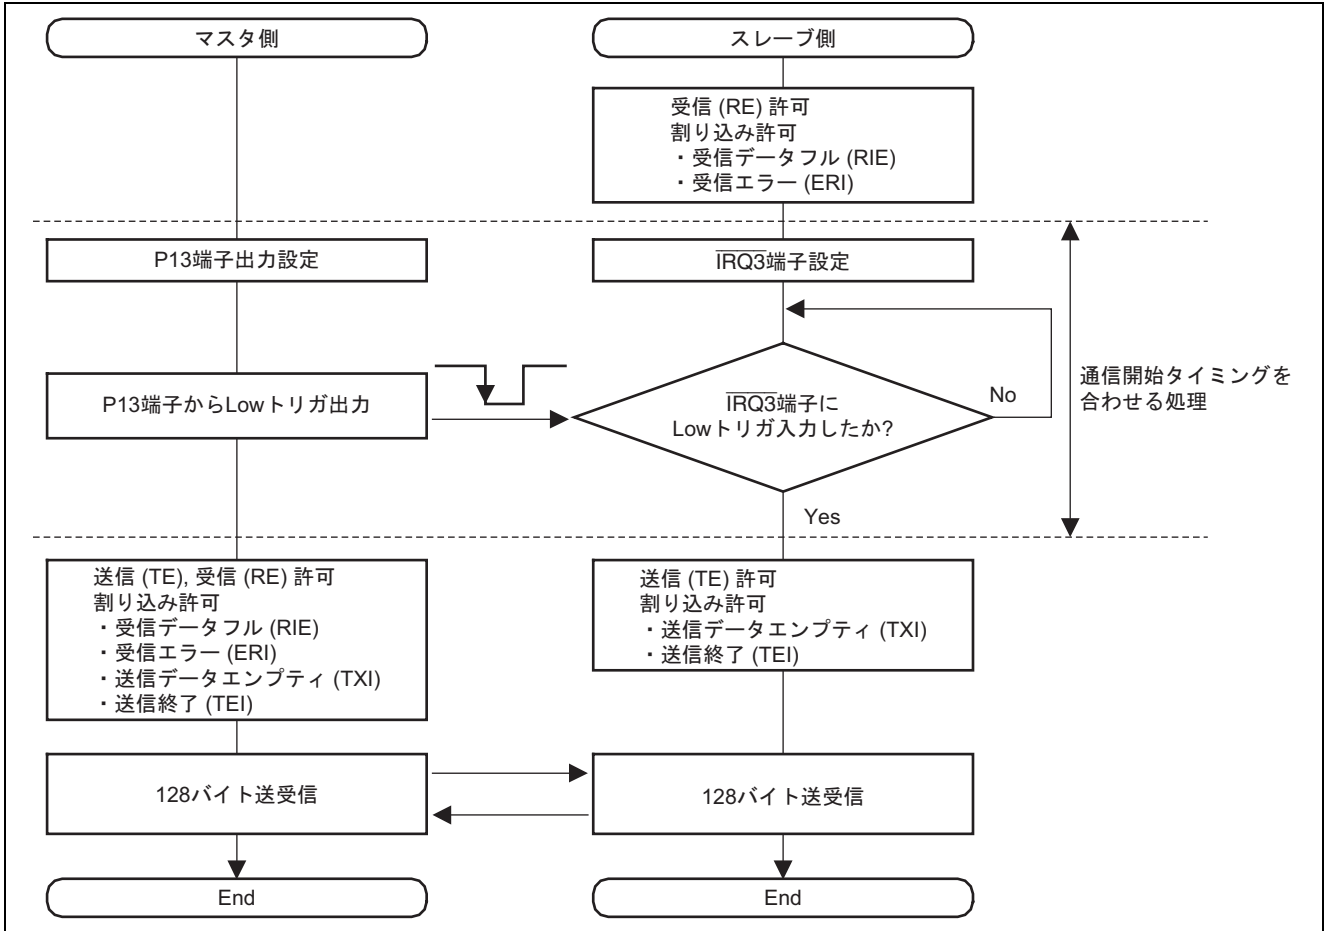 マスタ側
スレーブ側
受信 (RE) 許可
割り込み許可
・受信データフル (RIE)
・受信エラー (ERI)
P13端子出力設定
IRQ3端子設定
P13端子からLowトリガ出力
IRQ3端子に
Lowトリガ入力したか?
No
通信開始タイミングを
合わせる処理
Yes
送信 (TE), 受信 (RE) 許可
割り込み許可
・受信データフル (RIE)
・受信エラー (ERI)
・送信データエンプティ (TXI)
・送信終了 (TEI)
送信 (TE) 許可
割り込み許可
・送信データエンプティ (TXI)
・送信終了 (TEI)
128バイト送受信
128バイト送受信
End
End